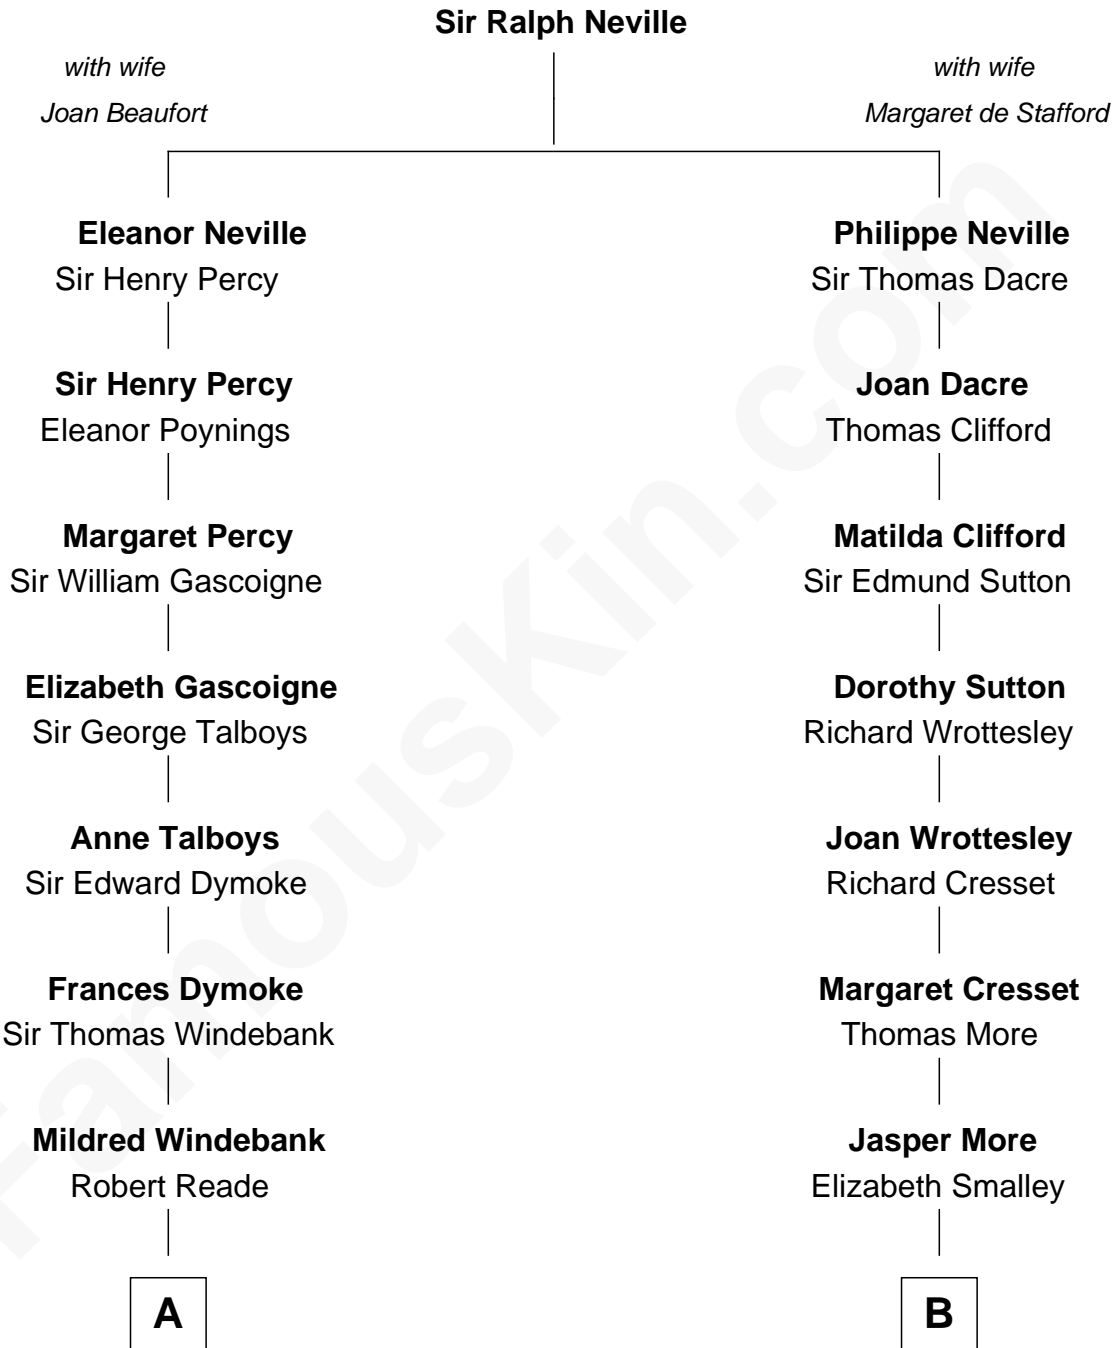 Sir Ralph Neville
with wife
Joan Beaufort
with wife
Margaret de Stafford
Eleanor Neville
Sir Henry Percy
Philippe Neville
Sir Thomas Dacre
Sir Henry Percy
Eleanor Poynings
Joan Dacre
Thomas Clifford
Margaret Percy
Sir William Gascoigne
Matilda Clifford
Sir Edmund Sutton
Elizabeth Gascoigne
Sir George Talboys
Dorothy Sutton
Richard Wrottesley
Anne Talboys
Sir Edward Dymoke
Joan Wrottesley
Richard Cresset
Frances Dymoke
Sir Thomas Windebank
Margaret Cresset
Thomas More
Mildred Windebank
Robert Reade
Jasper More
Elizabeth Smalley
A
B
FamousKin.com